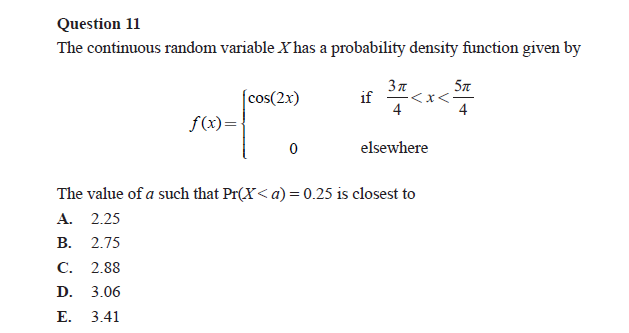 Question 11
The continuous random variable X has a probability density function given by
f(x) = { cos(2x) if 3π/4 < x < 5π/4
0 elsewhere
The value of a such that Pr(X < a) = 0.25 is closest to
A. 2.25
B. 2.75
C. 2.88
D. 3.06
E. 3.41